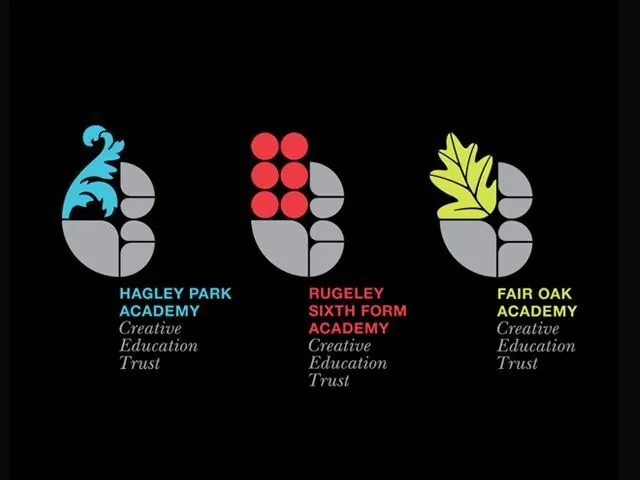 HAGLEY PARK
ACADEMY
Creative
Education
Trust
RUGELEY
SIXTH FORM
ACADEMY
Creative
Education
Trust
FAIR OAK
ACADEMY
Creative
Education
Trust